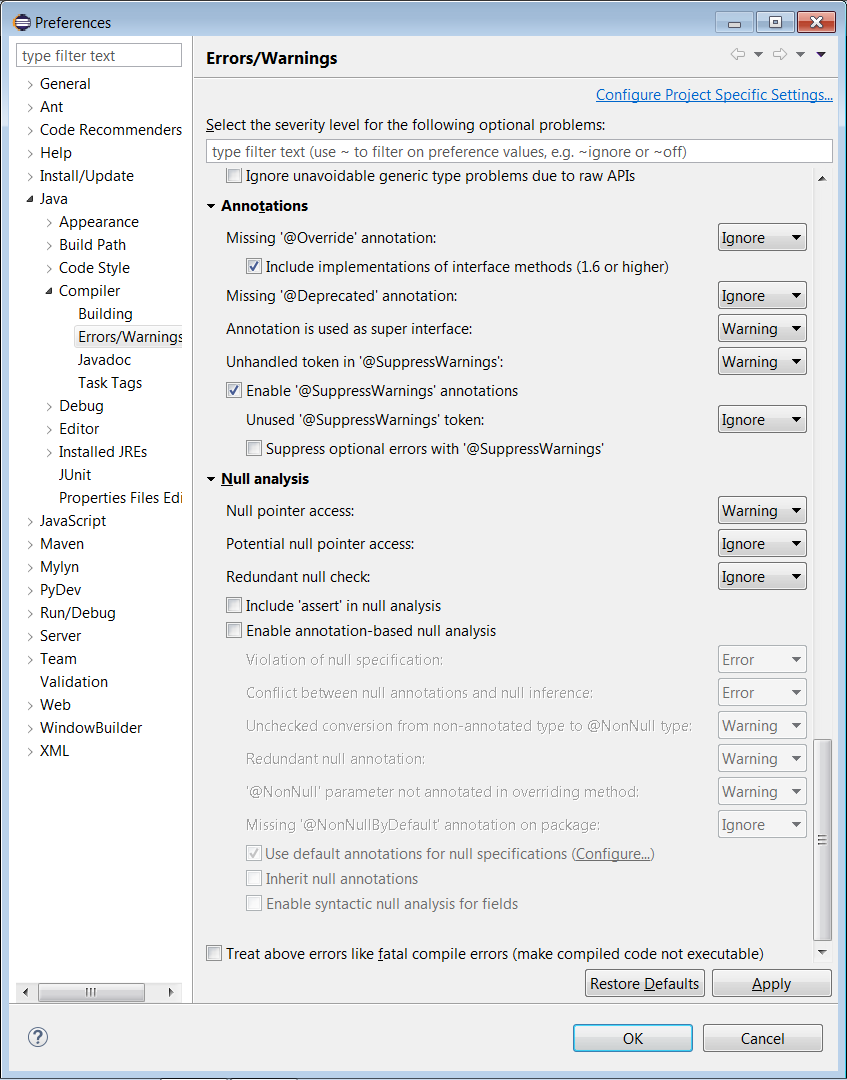 Preferences
type filter text
General
Ant
Code Recommenders
Help
Install/Update
Java
Appearance
Build Path
Code Style
Compiler
Building
Errors/Warnings
Javadoc
Task Tags
Debug
Editor
Installed JREs
JUnit
Properties Files Edi
JavaScript
Maven
Mylyn
PyDev
Run/Debug
Server
Team
Validation
Web
WindowBuilder
XML
Errors/Warnings
Configure Project Specific Settings...
Select the severity level for the following optional problems:
type filter text (use ~ to filter on preference values, e.g. ~ignore or ~off)
Ignore unavoidable generic type problems due to raw APIs
Annotations
Missing '@Override' annotation: Ignore
Include implementations of interface methods (1.6 or higher)
Missing '@Deprecated' annotation: Ignore
Annotation is used as super interface: Warning
Unhandled token in '@SuppressWarnings': Warning
Enable '@SuppressWarnings' annotations
Unused '@SuppressWarnings' token: Ignore
Suppress optional errors with '@SuppressWarnings'
Null analysis
Null pointer access: Warning
Potential null pointer access: Ignore
Redundant null check: Ignore
Include 'assert' in null analysis
Enable annotation-based null analysis
Violation of null specification: Error
Conflict between null annotations and null inference: Error
Unchecked conversion from non-annotated type to @NonNull type: Warning
Redundant null annotation: Warning
'@NonNull' parameter not annotated in overriding method: Warning
Missing '@NonNullByDefault' annotation on package: Ignore
Use default annotations for null specifications (Configure...)
Inherit null annotations
Enable syntactic null analysis for fields
Treat above errors like fatal compile errors (make compiled code not executable)
Restore Defaults Apply
? OK Cancel